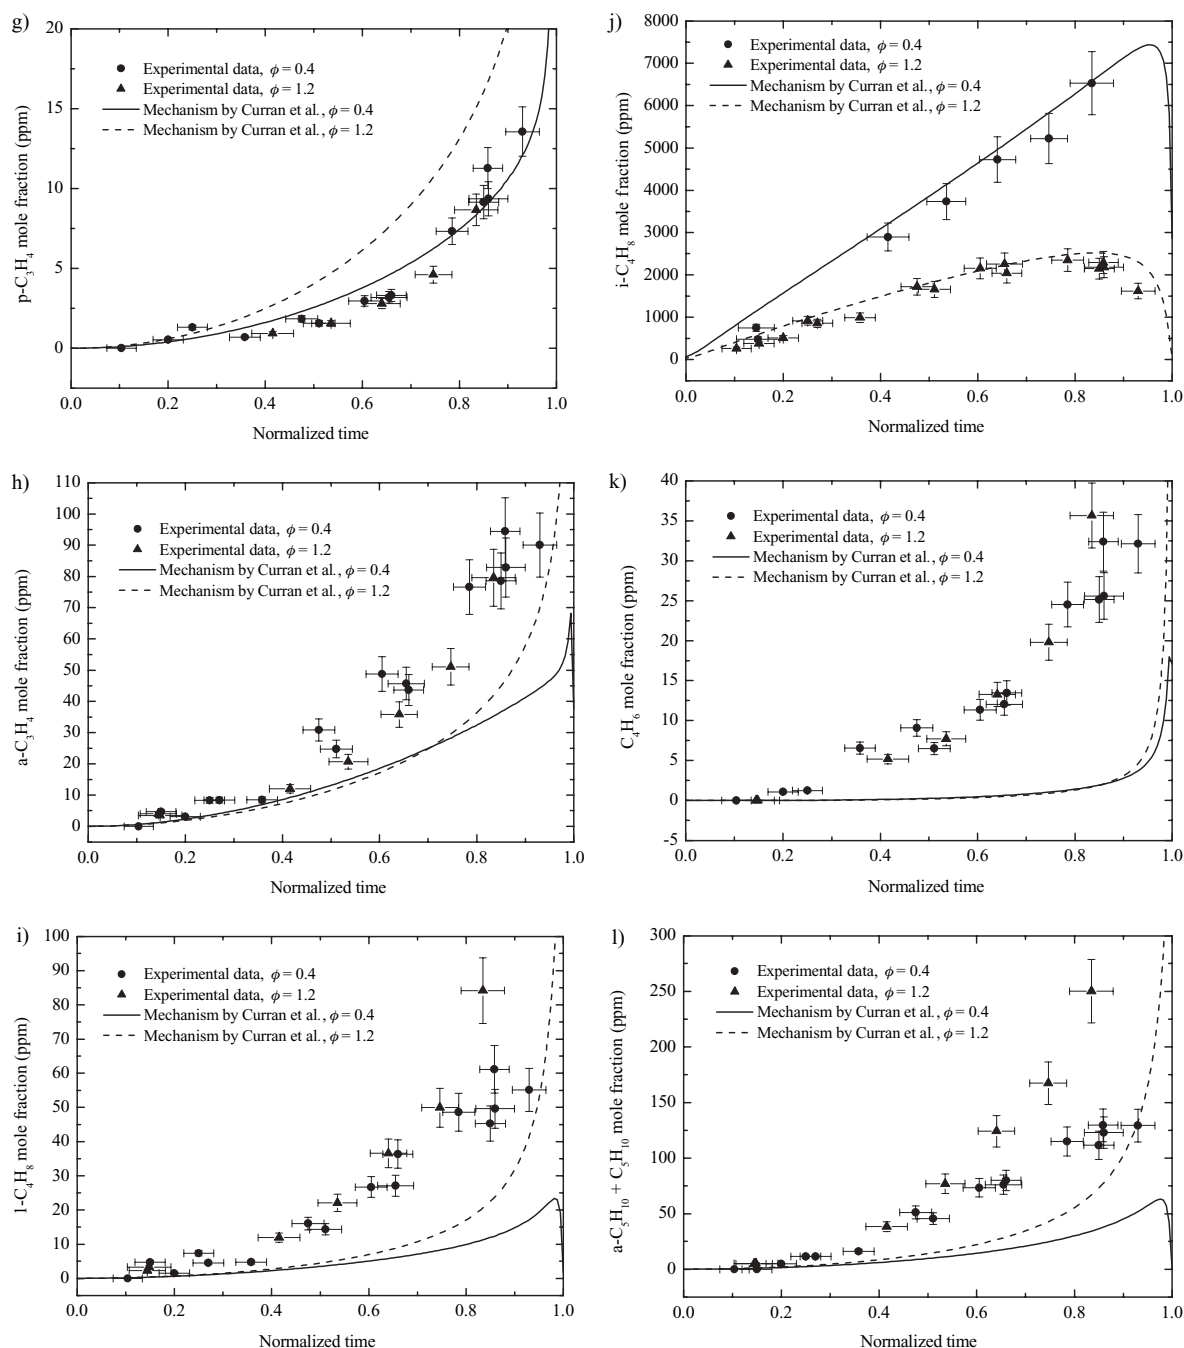 g)
20
15
10
5
0
p-C₃H₄ mole fraction (ppm)
Experimental data, ϕ = 0.4
Experimental data, ϕ = 1.2
Mechanism by Curran et al., ϕ = 0.4
Mechanism by Curran et al., ϕ = 1.2
0.0 0.2 0.4 0.6 0.8 1.0
Normalized time
j)
8000
7000
6000
5000
4000
3000
2000
1000
0
i-C₄H₈ mole fraction (ppm)
Experimental data, ϕ = 0.4
Experimental data, ϕ = 1.2
Mechanism by Curran et al., ϕ = 0.4
Mechanism by Curran et al., ϕ = 1.2
0.0 0.2 0.4 0.6 0.8 1.0
Normalized time
h)
110
100
90
80
70
60
50
40
30
20
10
0
a-C₃H₄ mole fraction (ppm)
Experimental data, ϕ = 0.4
Experimental data, ϕ = 1.2
Mechanism by Curran et al., ϕ = 0.4
Mechanism by Curran et al., ϕ = 1.2
0.0 0.2 0.4 0.6 0.8 1.0
Normalized time
k)
40
35
30
25
20
15
10
5
0
-5
C₄H₆ mole fraction (ppm)
Experimental data, ϕ = 0.4
Experimental data, ϕ = 1.2
Mechanism by Curran et al., ϕ = 0.4
Mechanism by Curran et al., ϕ = 1.2
0.0 0.2 0.4 0.6 0.8 1.0
Normalized time
i)
100
90
80
70
60
50
40
30
20
10
0
1-C₄H₈ mole fraction (ppm)
Experimental data, ϕ = 0.4
Experimental data, ϕ = 1.2
Mechanism by Curran et al., ϕ = 0.4
Mechanism by Curran et al., ϕ = 1.2
0.0 0.2 0.4 0.6 0.8 1.0
Normalized time
l)
300
250
200
150
100
50
0
a-C₅H₁₀ + C₅H₁₀ mole fraction (ppm)
Experimental data, ϕ = 0.4
Experimental data, ϕ = 1.2
Mechanism by Curran et al., ϕ = 0.4
Mechanism by Curran et al., ϕ = 1.2
0.0 0.2 0.4 0.6 0.8 1.0
Normalized time